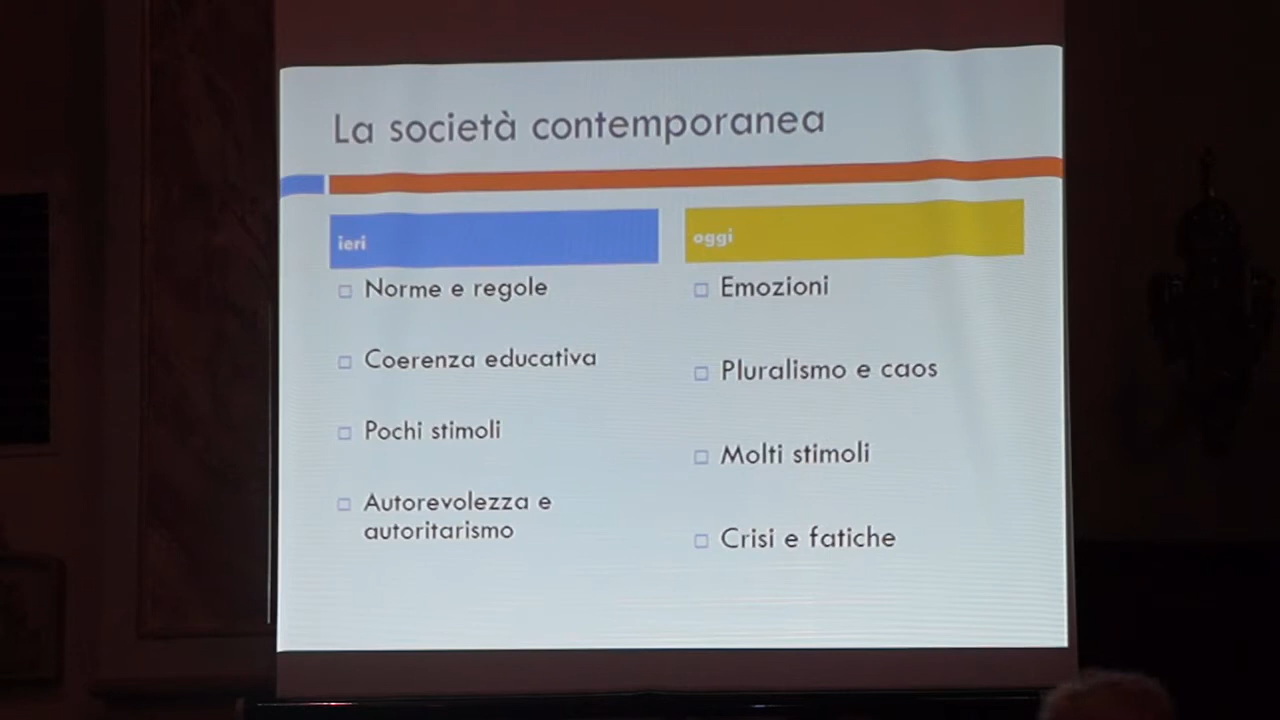 La società contemporanea
ieri
Norme e regole
Coerenza educativa
Pochi stimoli
Autorevolezza e
autoritarismo
oggi
Emozioni
Pluralismo e caos
Molti stimoli
Crisi e fatiche